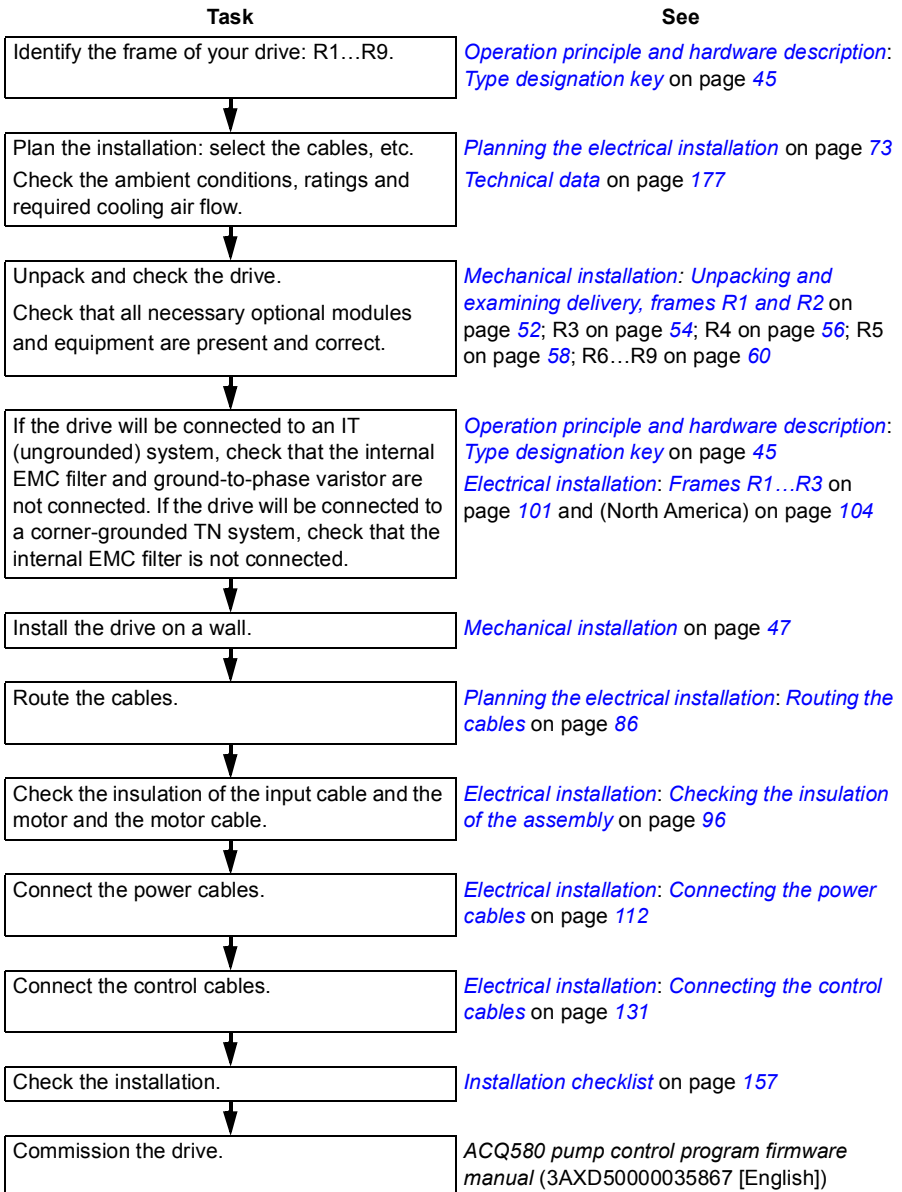 Task
See
Identify the frame of your drive: R1…R9.
Operation principle and hardware description:
Type designation key on page 45
Plan the installation: select the cables, etc.
Check the ambient conditions, ratings and
required cooling air flow.
Planning the electrical installation on page 73
Technical data on page 177
Unpack and check the drive.
Check that all necessary optional modules
and equipment are present and correct.
Mechanical installation: Unpacking and
examining delivery, frames R1 and R2 on
page 52; R3 on page 54; R4 on page 56; R5
on page 58; R6…R9 on page 60
If the drive will be connected to an IT
(ungrounded) system, check that the internal
EMC filter and ground-to-phase varistor are
not connected. If the drive will be connected to
a corner-grounded TN system, check that the
internal EMC filter is not connected.
Operation principle and hardware description:
Type designation key on page 45
Electrical installation: Frames R1…R3 on
page 101 and (North America) on page 104
Install the drive on a wall.
Mechanical installation on page 47
Route the cables.
Planning the electrical installation: Routing the
cables on page 86
Check the insulation of the input cable and the
motor and the motor cable.
Electrical installation: Checking the insulation
of the assembly on page 96
Connect the power cables.
Electrical installation: Connecting the power
cables on page 112
Connect the control cables.
Electrical installation: Connecting the control
cables on page 131
Check the installation.
Installation checklist on page 157
Commission the drive.
ACQ580 pump control program firmware
manual (3AXD50000035867 [English])